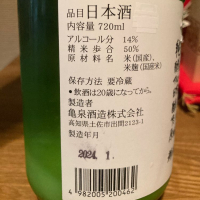 品目 日本酒
内容量 720ml
アルコール分 14%
精米歩合 50%
原材料名 米(国産)、
米麹(国産米)
保存方法 要冷蔵
●飲酒は20歳になってから。
製造者
亀泉酒造株式会社
高知県土佐市出間2123-1
製造年月
2024. 1.
4 982005 200462